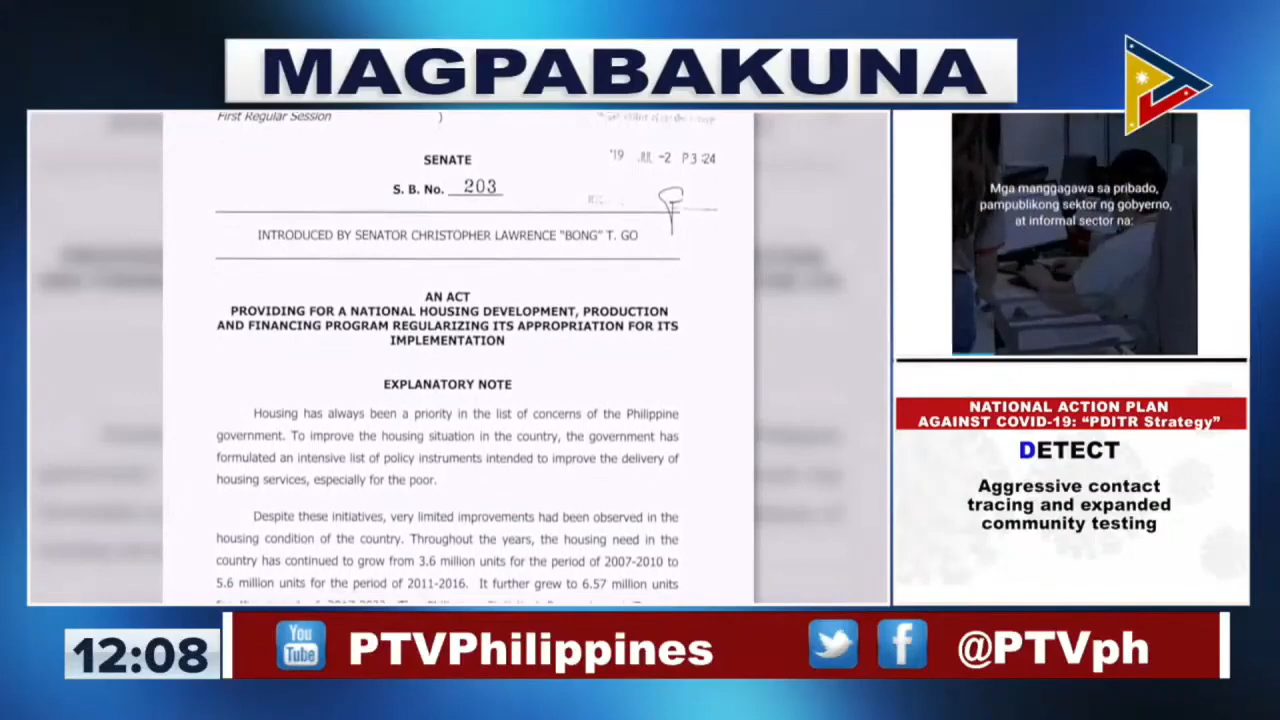 MAGPABAKUNA
First Regular Session )
SENATE
'19 JUL -2 P3:24
S. B. No. 203
INTRODUCED BY SENATOR CHRISTOPHER LAWRENCE "BONG" T. GO
AN ACT
PROVIDING FOR A NATIONAL HOUSING DEVELOPMENT, PRODUCTION
AND FINANCING PROGRAM REGULARIZING ITS APPROPRIATION FOR ITS
IMPLEMENTATION
EXPLANATORY NOTE
Housing has always been a priority in the list of concerns of the Philippine
government. To improve the housing situation in the country, the government has
formulated an intensive list of policy instruments intended to improve the delivery of
housing services, especially for the poor.
Despite these initiatives, very limited improvements had been observed in the
housing condition of the country. Throughout the years, the housing need in the
country has continued to grow from 3.6 million units for the period of 2007-2010 to
5.6 million units for the period of 2011-2016. It further grew to 6.57 million units
Mga manggagawa sa pribado,
pampublikong sektor ng gobyerno,
at informal sector na:
NATIONAL ACTION PLAN
AGAINST COVID-19: "PDITR Strategy"
DETECT
Aggressive contact
tracing and expanded
community testing
12:08
You Tube PTVPhilippines
@PTVph